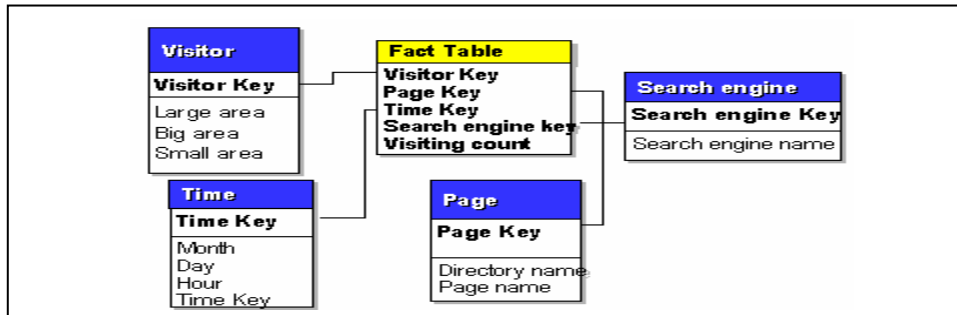 Visitor
Visitor Key
Large area
Big area
Small area
Fact Table
Visitor Key
Page Key
Time Key
Search engine key
Visiting count
Search engine
Search engine Key
Search engine name
Time
Time Key
Month
Day
Hour
Time Key
Page
Page Key
Directory name
Page name